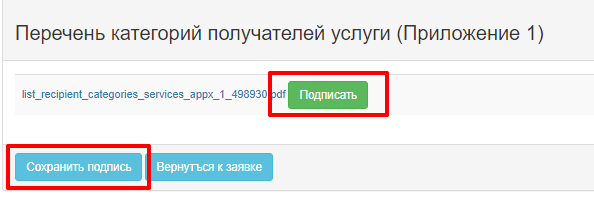 Перечень категорий получателей услуги (Приложение 1)
list_recipient_categories_services_appx_1_498930.pdf Подписать
Сохранить подпись Вернуться к заявке